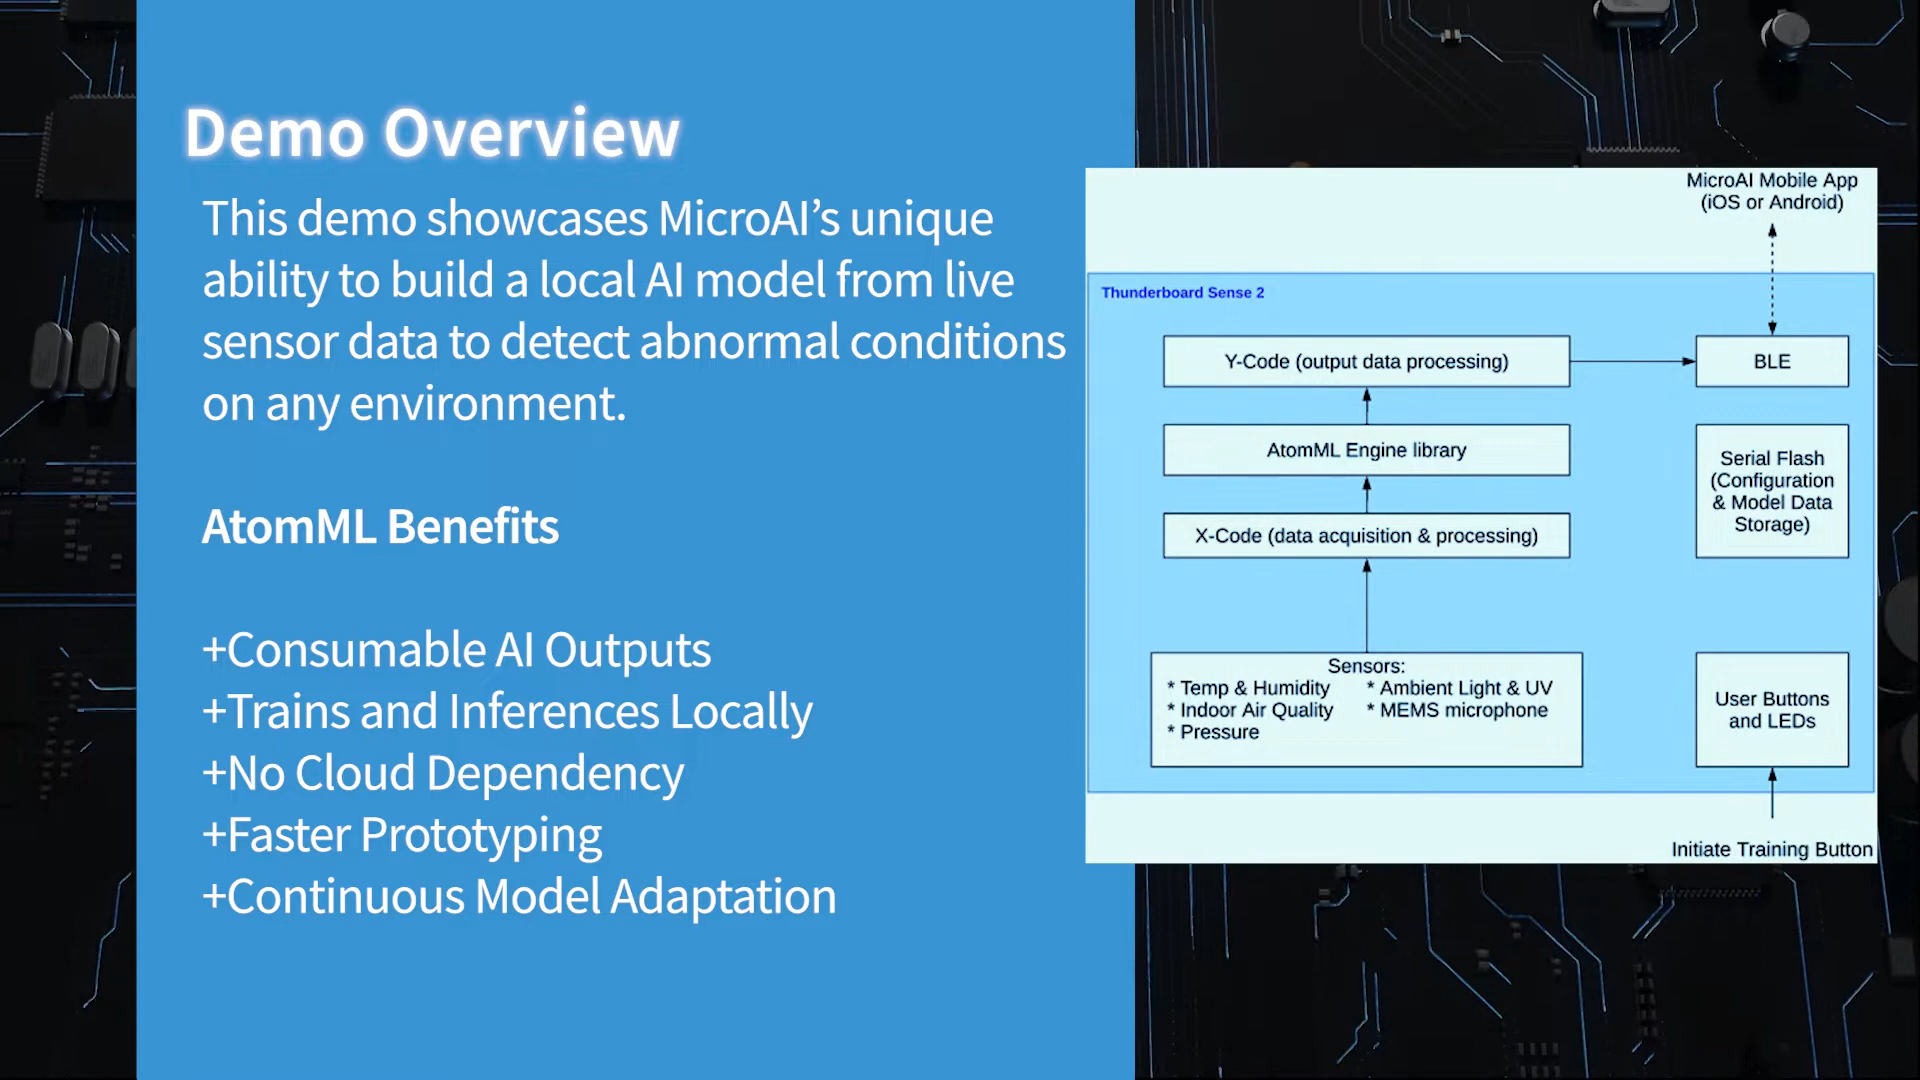 Demo Overview
This demo showcases MicroAI’s unique
ability to build a local AI model from live
sensor data to detect abnormal conditions
on any environment.
AtomML Benefits
+Consumable AI Outputs
+Trains and Inferences Locally
+No Cloud Dependency
+Faster Prototyping
+Continuous Model Adaptation
MicroAI Mobile App
(iOS or Android)
Thunderboard Sense 2
Y-Code (output data processing)
BLE
AtomML Engine library
Serial Flash
(Configuration
& Model Data
Storage)
X-Code (data acquisition & processing)
Sensors:
* Temp & Humidity * Ambient Light & UV
* Indoor Air Quality * MEMS microphone
* Pressure
User Buttons
and LEDs
Initiate Training Button